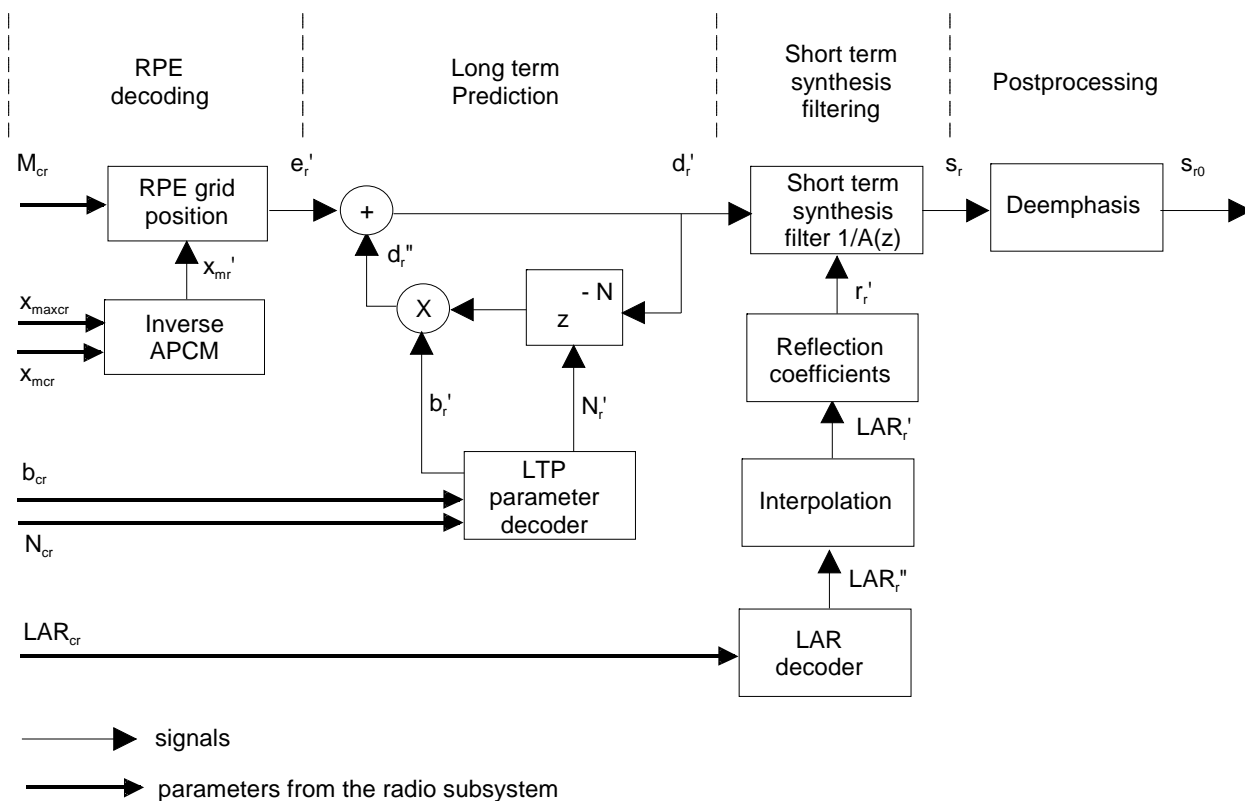 RPE
decoding
Long term
Prediction
Short term
synthesis
filtering
Postprocessing
M_cr
RPE grid
position
e_r'
+
d_r'
Short term
synthesis
filter 1/A(z)
s_r
Deemphasis
s_r0
x_mr'
d_r''
x_maxcr
Inverse
APCM
x_mcr
X
z - N
r_r'
Reflection
coefficients
b_r'
N_r'
LAR_r'
b_cr
LTP
parameter
decoder
N_cr
Interpolation
LAR_r''
LAR_cr
LAR
decoder
signals
parameters from the radio subsystem